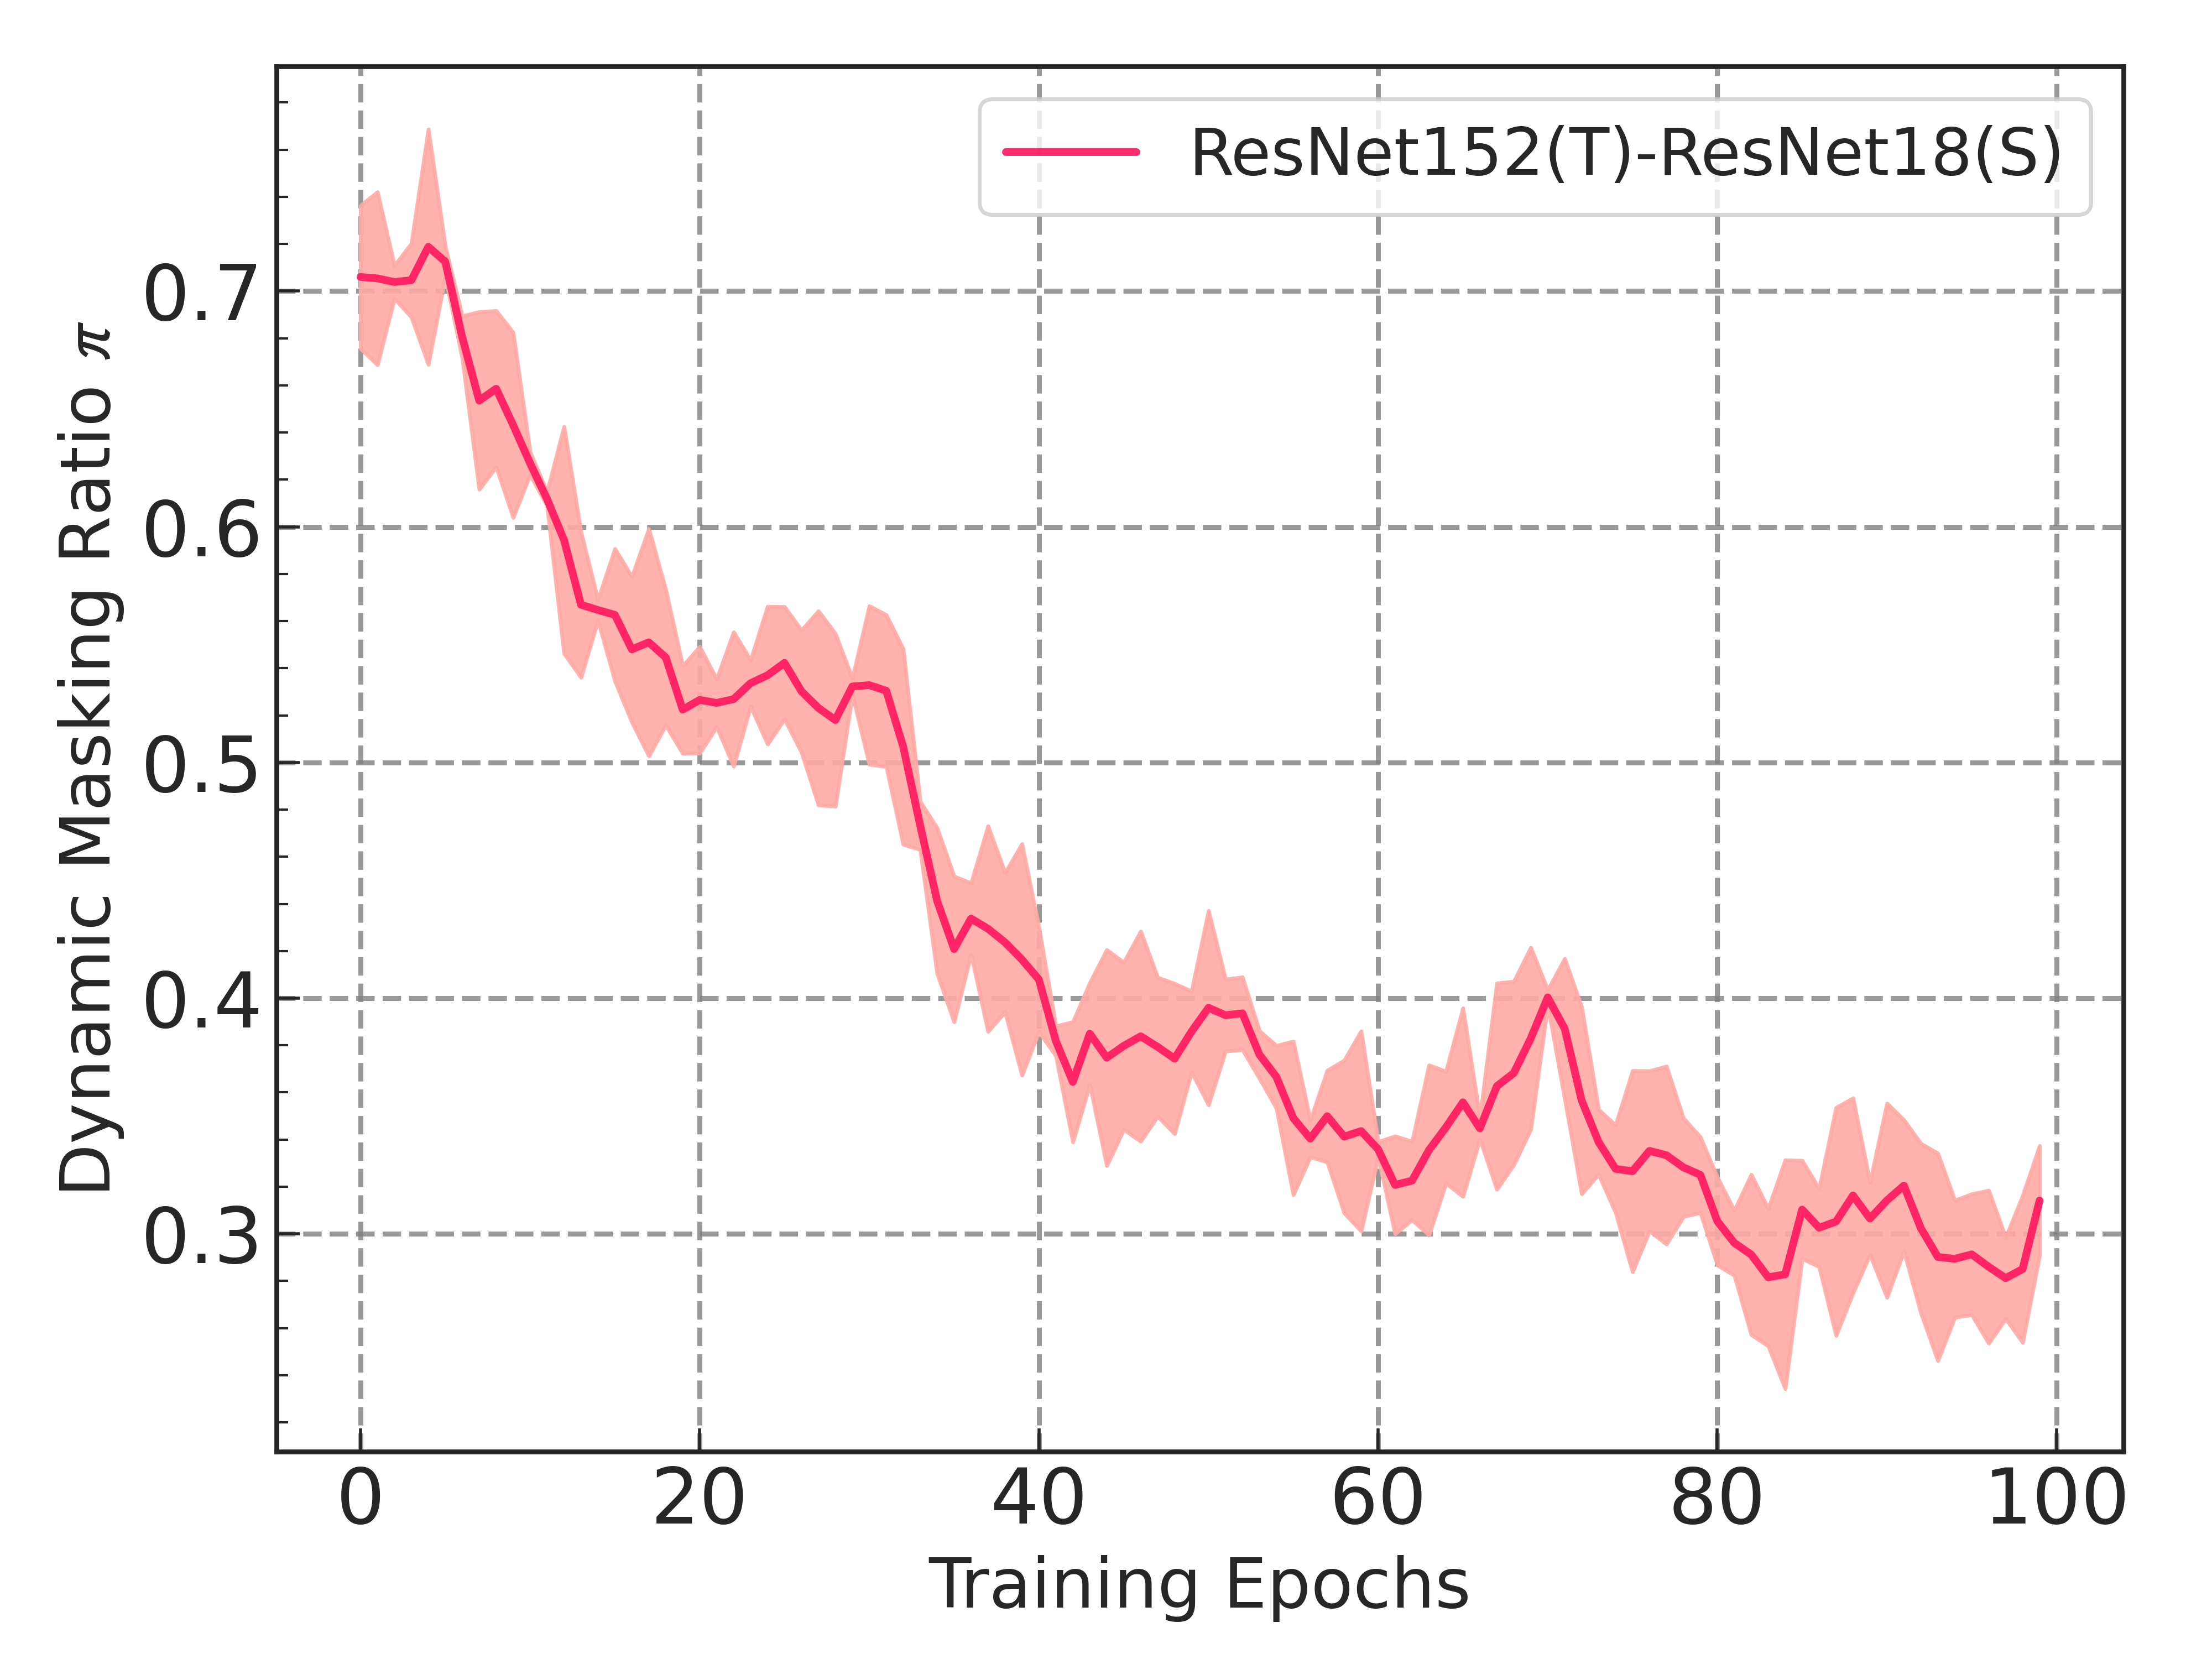 ResNet152(T)-ResNet18(S)
Dynamic Masking Ratio π
0.7
0.6
0.5
0.4
0.3
0 20 40 60 80 100
Training Epochs